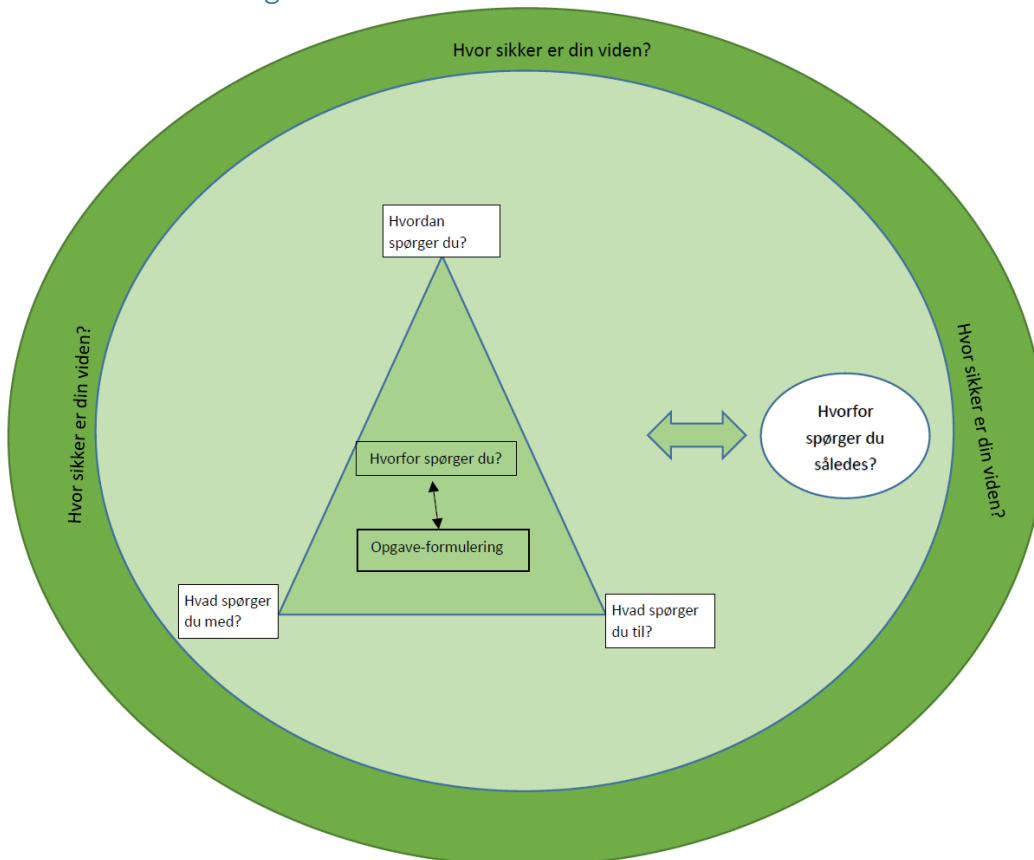 Hvor sikker er din viden?
Hvordan
spørger du?
Hvor sikker er din viden?
Hvor sikker er din viden?
Hvorfor
spørger du
således?
Hvorfor spørger du?
Opgave-formulering
Hvad spørger
du med?
Hvad spørger
du til?